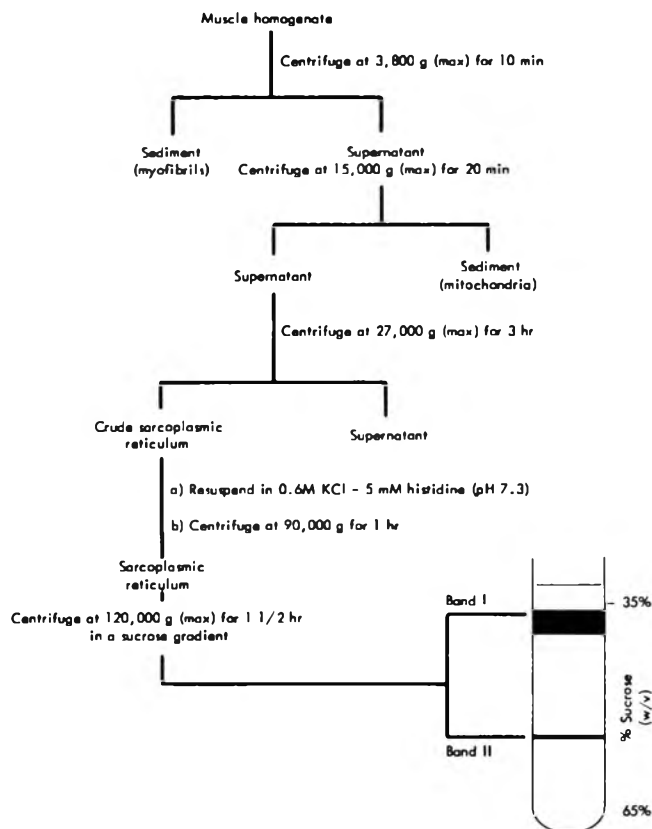 Muscle homogenate
Centrifuge at 3,800 g (max) for 10 min
Sediment
(myofibrils)
Supernatant
Centrifuge at 15,000 g (max) for 20 min
Supernatant
Sediment
(mitochondria)
Centrifuge at 27,000 g (max) for 3 hr
Crude sarcoplasmic
reticulum
Supernatant
a) Resuspend in 0.6M KCl - 5 mM histidine (pH 7.3)
b) Centrifuge at 90,000 g for 1 hr
Sarcoplasmic
reticulum
Centrifuge at 120,000 g (max) for 1 1/2 hr
in a sucrose gradient
Band I
Band II
35%
% Sucrose
(w/v)
65%